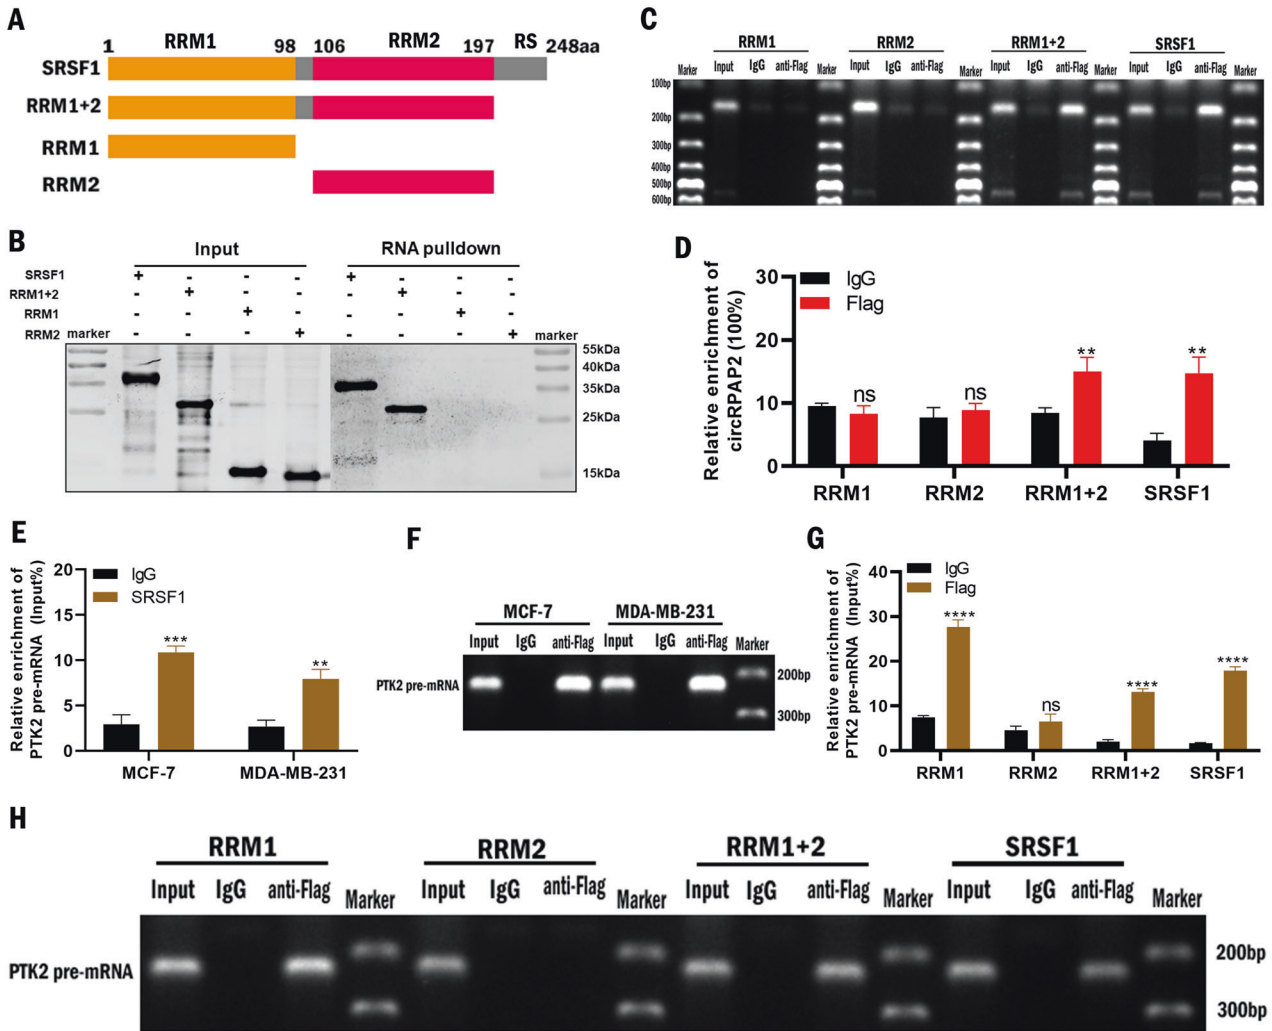 A
1 RRM1 98 106 RRM2 197 RS 248aa
SRSF1
RRM1+2
RRM1
RRM2
B
Input RNA pulldown
SRSF1 + - - - + - - -
RRM1+2 - + - - - + - -
RRM1 - - + - - - + -
RRM2 - - - + - - - +
marker marker
55kDa
40kDa
35kDa
25kDa
15kDa
C
RRM1 RRM2 RRM1+2 SRSF1
Marker Input IgG anti-Flag Marker Input IgG anti-Flag Marker Input IgG anti-Flag Marker Input IgG anti-Flag Marker
100bp
200bp
300bp
400bp
500bp
600bp
D
Relative enrichment of
circRPAP2 (100%)
30
20
10
0
IgG
Flag
ns ns ** **
RRM1 RRM2 RRM1+2 SRSF1
E
Relative enrichment of
PTK2 pre-mRNA (Input%)
20
15
10
5
0
IgG
SRSF1
*** **
MCF-7 MDA-MB-231
F
MCF-7 MDA-MB-231
Input IgG anti-Flag Input IgG anti-Flag Marker
PTK2 pre-mRNA
200bp
300bp
G
Relative enrichment of
PTK2 pre-mRNA (Input%)
40
30
20
10
0
IgG
Flag
**** ns **** ****
RRM1 RRM2 RRM1+2 SRSF1
H
RRM1 RRM2 RRM1+2 SRSF1
Input IgG anti-Flag Marker Input IgG anti-Flag Marker Input IgG anti-Flag Marker Input IgG anti-Flag Marker
PTK2 pre-mRNA
200bp
300bp